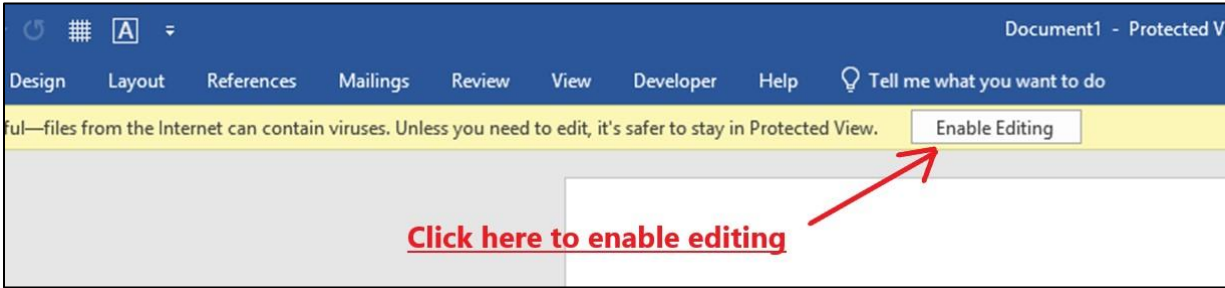 Document1 - Protected V
Design Layout References Mailings Review View Developer Help Tell me what you want to do
ful—files from the Internet can contain viruses. Unless you need to edit, it's safer to stay in Protected View. Enable Editing
Click here to enable editing